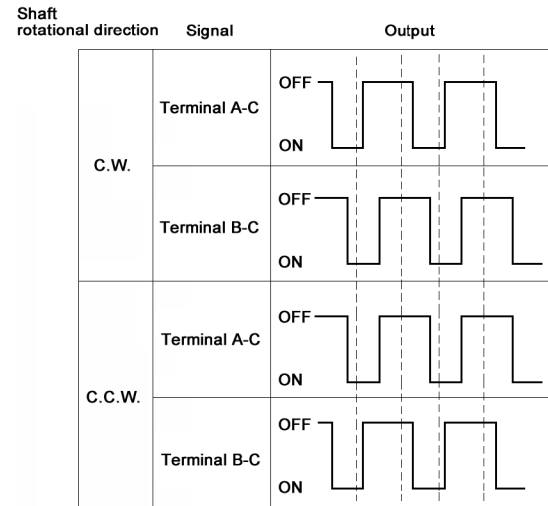 Shaft
rotational direction Signal Output
OFF
Terminal A-C
ON
C.W.
OFF
Terminal B-C
ON
OFF
Terminal A-C
ON
C.C.W.
OFF
Terminal B-C
ON